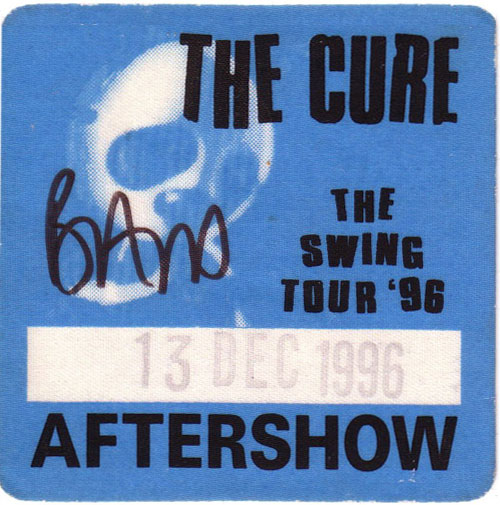 THE CURE
BAND
THE
SWING
TOUR '96
13 DEC 1996
AFTERSHOW